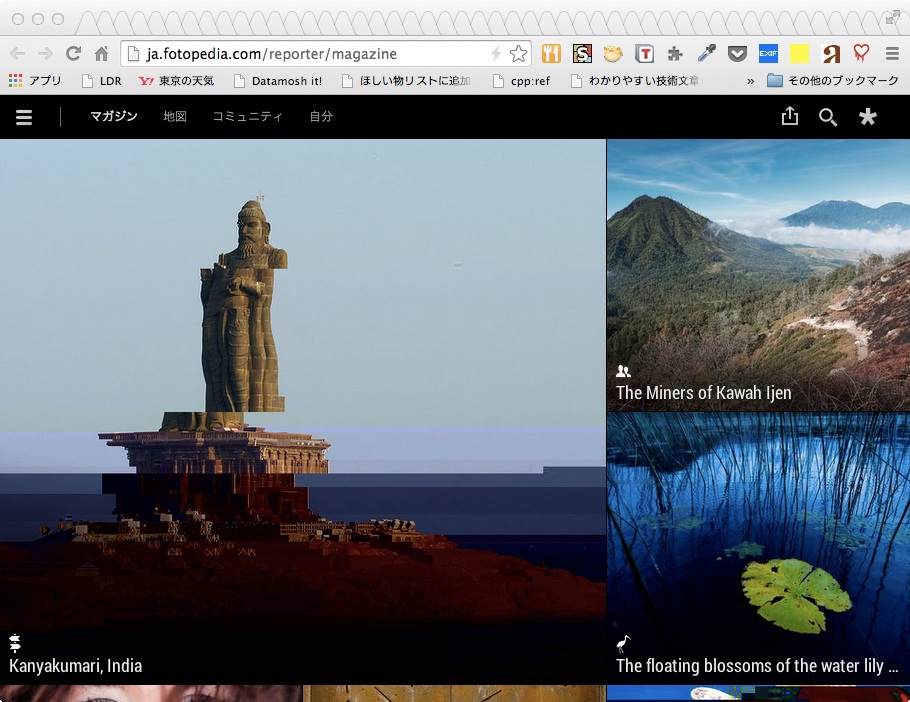 ja.fotopedia.com/reporter/magazine
EXIF
a
アプリ LDR 東京の天気 Datamosh it! ほしい物リストに追加 cpp:ref わかりやすい技術文章 » その他のブックマーク
マガジン 地図 コミュニティ 自分
The Miners of Kawah Ijen
Kanyakumari, India
The floating blossoms of the water lily ...